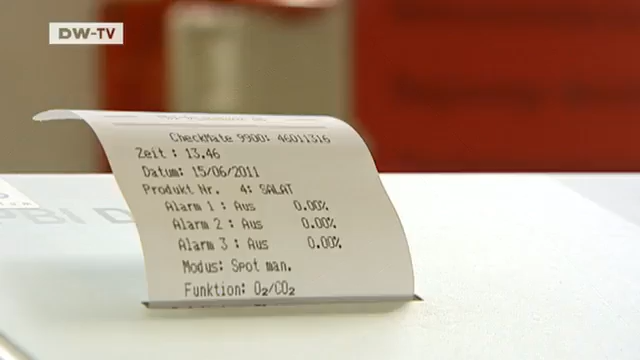 DW-TV
CheckMate 9900: 46011316
Zeit : 13.46
Datum: 15/06/2011
Produkt Nr. 4: SALAT
Alarm 1 : Aus 0.00%
Alarm 2 : Aus 0.00%
Alarm 3 : Aus 0.00%
Modus: Spot man.
Funktion: O₂/CO₂
PBI D